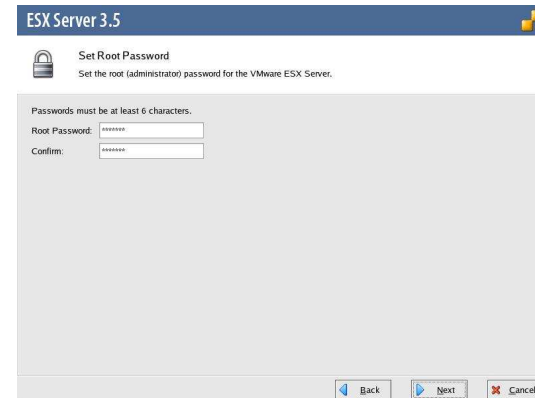 ESX Server 3.5
Set Root Password
Set the root (administrator) password for the VMware ESX Server.
Passwords must be at least 6 characters.
Root Password: *******
Confirm: *******
Back Next Cancel